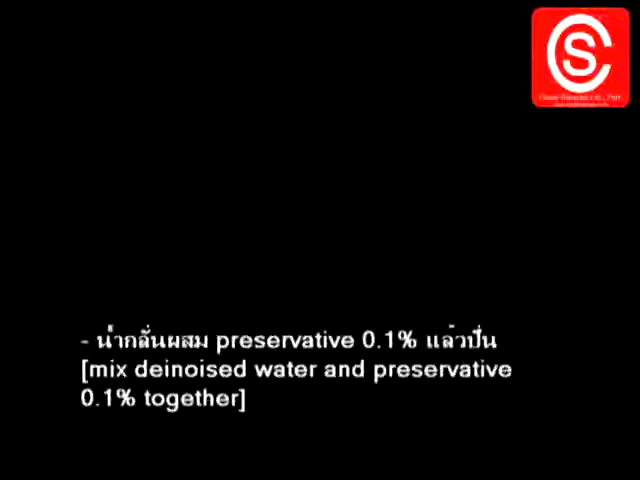 CS
- น้ำกลั่นผสม preservative 0.1% แล้วปั่น
[mix deinoised water and preservative
0.1% together]